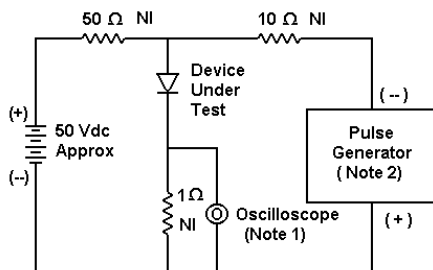 50 Ω NI
10 Ω NI
Device
Under
Test
(+)
50 Vdc
Approx
(--)
(--)
Pulse
Generator
( Note 2)
(+)
1Ω
NI
Oscilloscope
(Note 1)